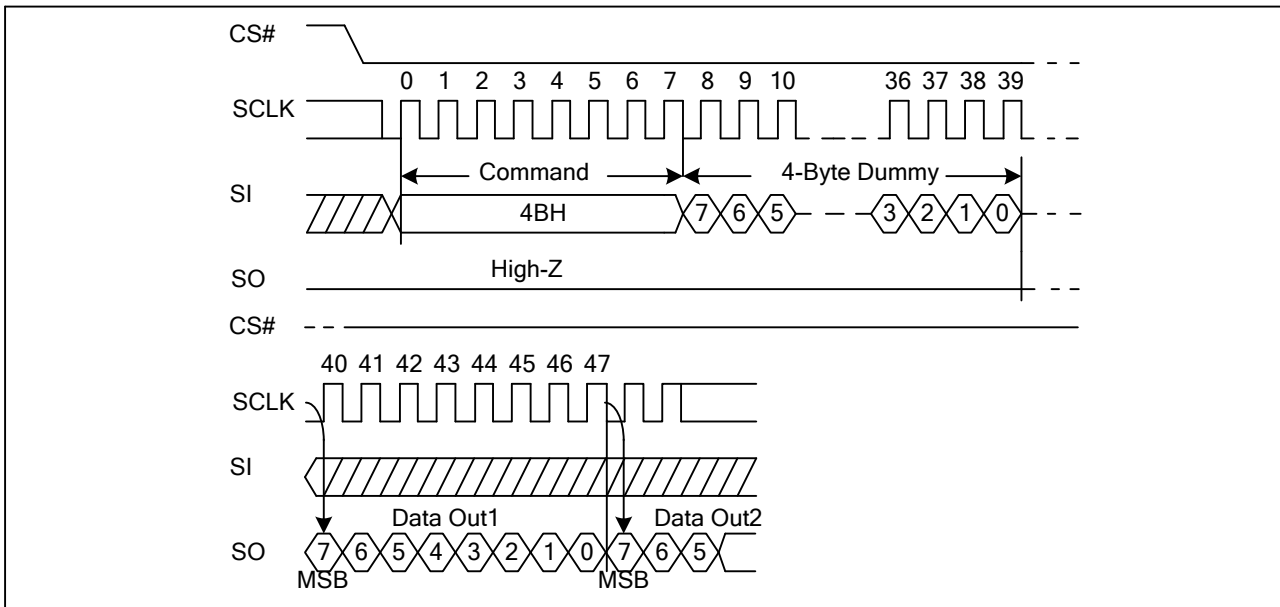 CS#
0 1 2 3 4 5 6 7 8 9 10 36 37 38 39
SCLK
Command 4-Byte Dummy
SI
4BH 7 6 5 3 2 1 0
High-Z
SO
CS#
40 41 42 43 44 45 46 47
SCLK
SI
Data Out1 Data Out2
SO 7 6 5 4 3 2 1 0 7 6 5
MSB MSB